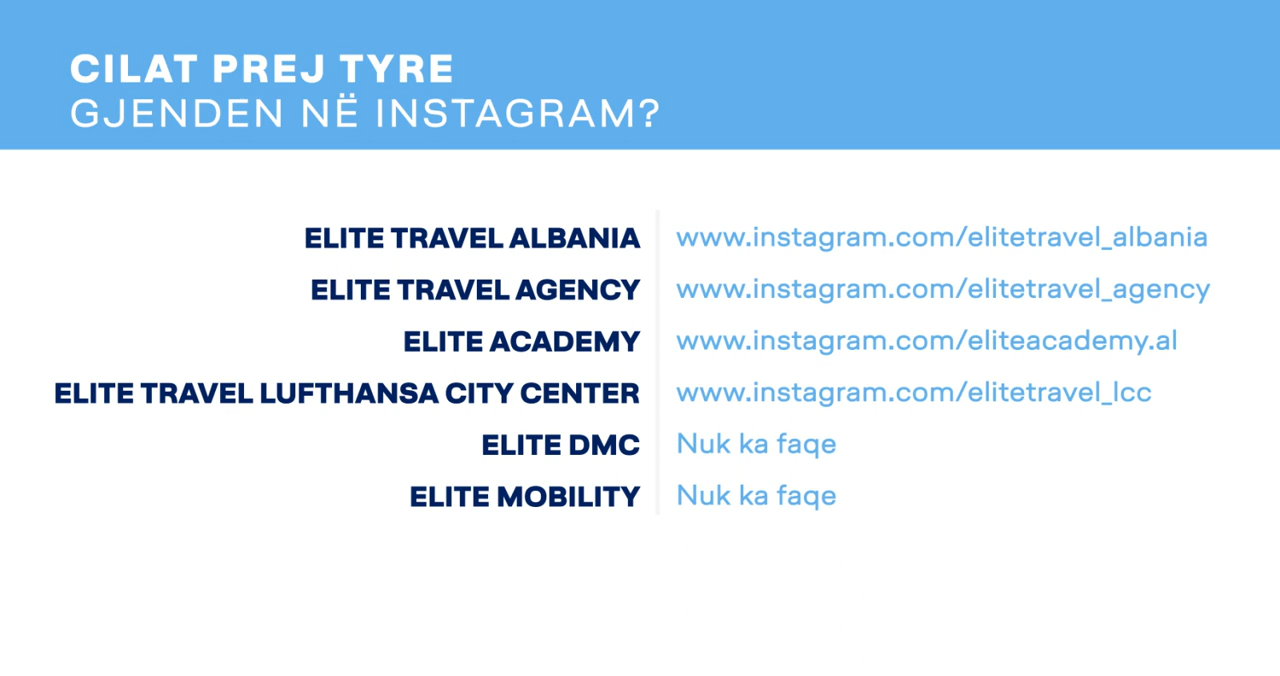 CILAT PREJ TYRE
GJENDEN NË INSTAGRAM?
ELITE TRAVEL ALBANIA www.instagram.com/elitetravel_albania
ELITE TRAVEL AGENCY www.instagram.com/elitetravel_agency
ELITE ACADEMY www.instagram.com/eliteacademy.al
ELITE TRAVEL LUFTHANSA CITY CENTER www.instagram.com/elitetravel_lcc
ELITE DMC Nuk ka faqe
ELITE MOBILITY Nuk ka faqe